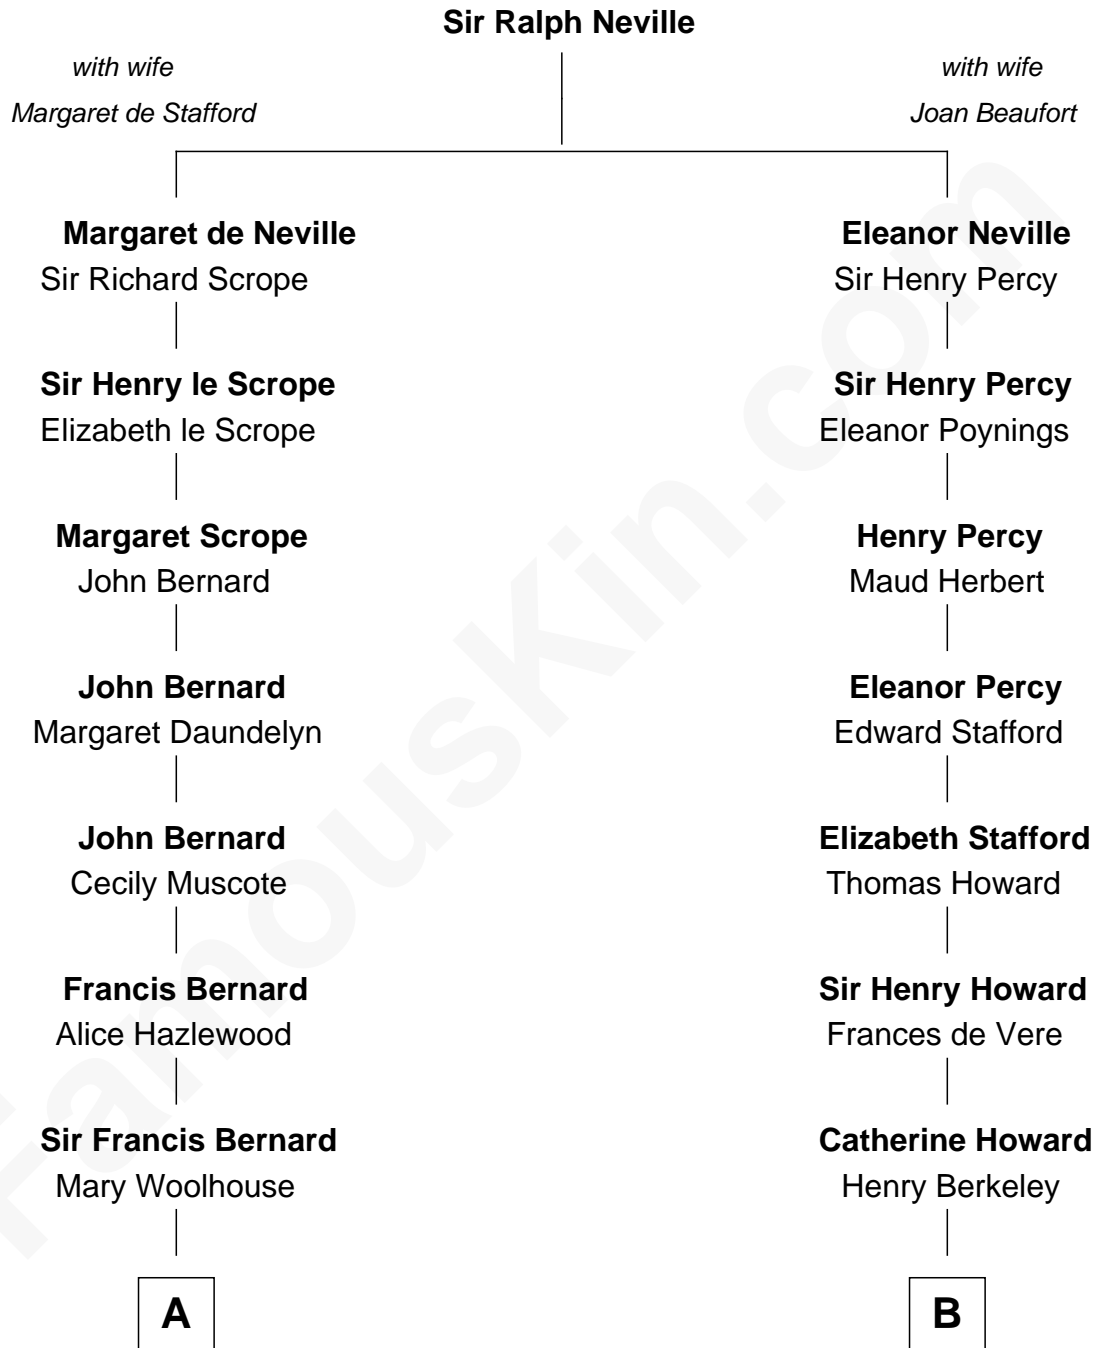 Sir Ralph Neville
with wife
Margaret de Stafford
with wife
Joan Beaufort
Margaret de Neville
Sir Richard Scrope
Eleanor Neville
Sir Henry Percy
Sir Henry le Scrope
Elizabeth le Scrope
Sir Henry Percy
Eleanor Poynings
Margaret Scrope
John Bernard
Henry Percy
Maud Herbert
John Bernard
Margaret Daundelyn
Eleanor Percy
Edward Stafford
John Bernard
Cecily Muscote
Elizabeth Stafford
Thomas Howard
Francis Bernard
Alice Hazlewood
Sir Henry Howard
Frances de Vere
Sir Francis Bernard
Mary Woolhouse
Catherine Howard
Henry Berkeley
A
B
FamousKin.com